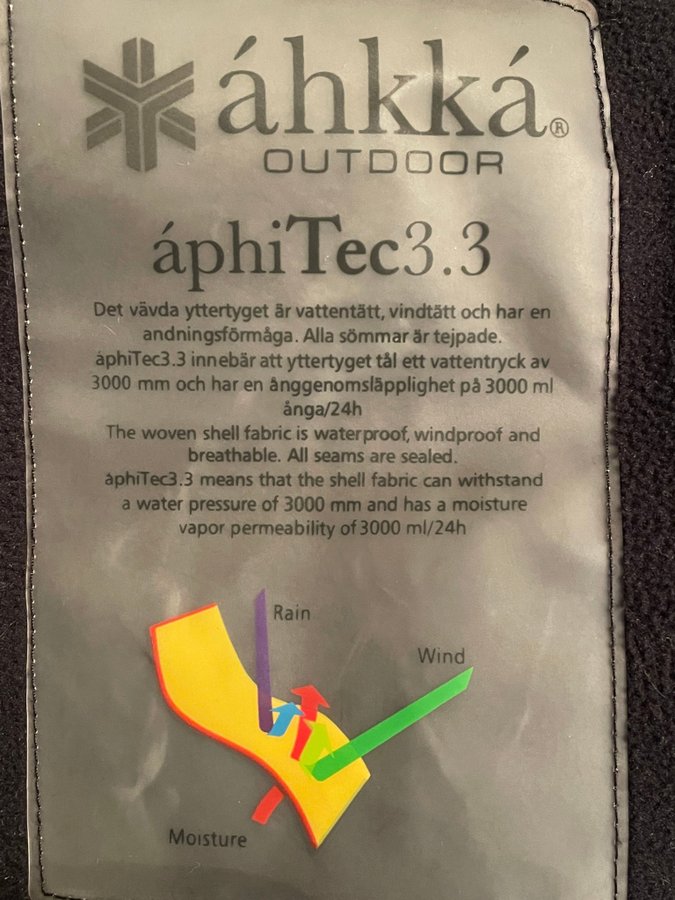 áhkká®
OUTDOOR
áphiTec3.3
Det vävda yttertyget är vattentätt, vindtätt och har en
andningsförmåga. Alla sömmar är tejpade.
áphiTec3.3 innebär att yttertyget tål ett vattentryck av
3000 mm och har en ånggenomsläpplighet på 3000 ml
ånga/24h
The woven shell fabric is waterproof, windproof and
breathable. All seams are sealed.
áphiTec3.3 means that the shell fabric can withstand
a water pressure of 3000 mm and has a moisture
vapor permeability of 3000 ml/24h
Rain
Wind
Moisture